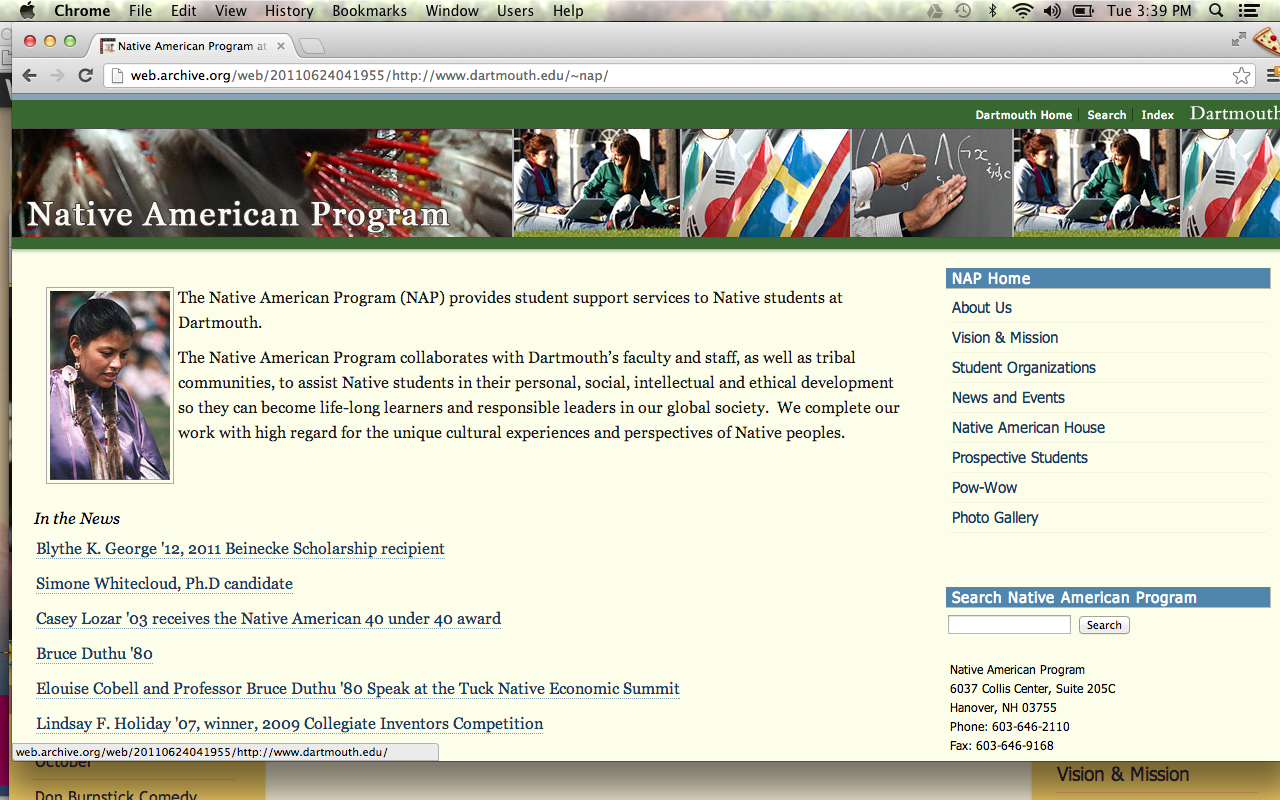 Chrome File Edit View History Bookmarks Window Users Help Tue 3:39 PM
Native American Program at
web.archive.org/web/20110624041955/http://www.dartmouth.edu/~nap/
Dartmouth Home Search Index Dartmouth
Native American Program
The Native American Program (NAP) provides student support services to Native students at
Dartmouth.
The Native American Program collaborates with Dartmouth's faculty and staff, as well as tribal
communities, to assist Native students in their personal, social, intellectual and ethical development
so they can become life-long learners and responsible leaders in our global society. We complete our
work with high regard for the unique cultural experiences and perspectives of Native peoples.
In the News
Blythe K. George '12, 2011 Beinecke Scholarship recipient
Simone Whitecloud, Ph.D candidate
Casey Lozar '03 receives the Native American 40 under 40 award
Bruce Duthu '80
Elouise Cobell and Professor Bruce Duthu '80 Speak at the Tuck Native Economic Summit
Lindsay F. Holiday '07, winner, 2009 Collegiate Inventors Competition
NAP Home
About Us
Vision & Mission
Student Organizations
News and Events
Native American House
Prospective Students
Pow-Wow
Photo Gallery
Search Native American Program
Search
Native American Program
6037 Collis Center, Suite 205C
Hanover, NH 03755
Phone: 603-646-2110
Fax: 603-646-9168
web.archive.org/web/20110624041955/http://www.dartmouth.edu/
October
Don Burnstick Comedy
Vision & Mission